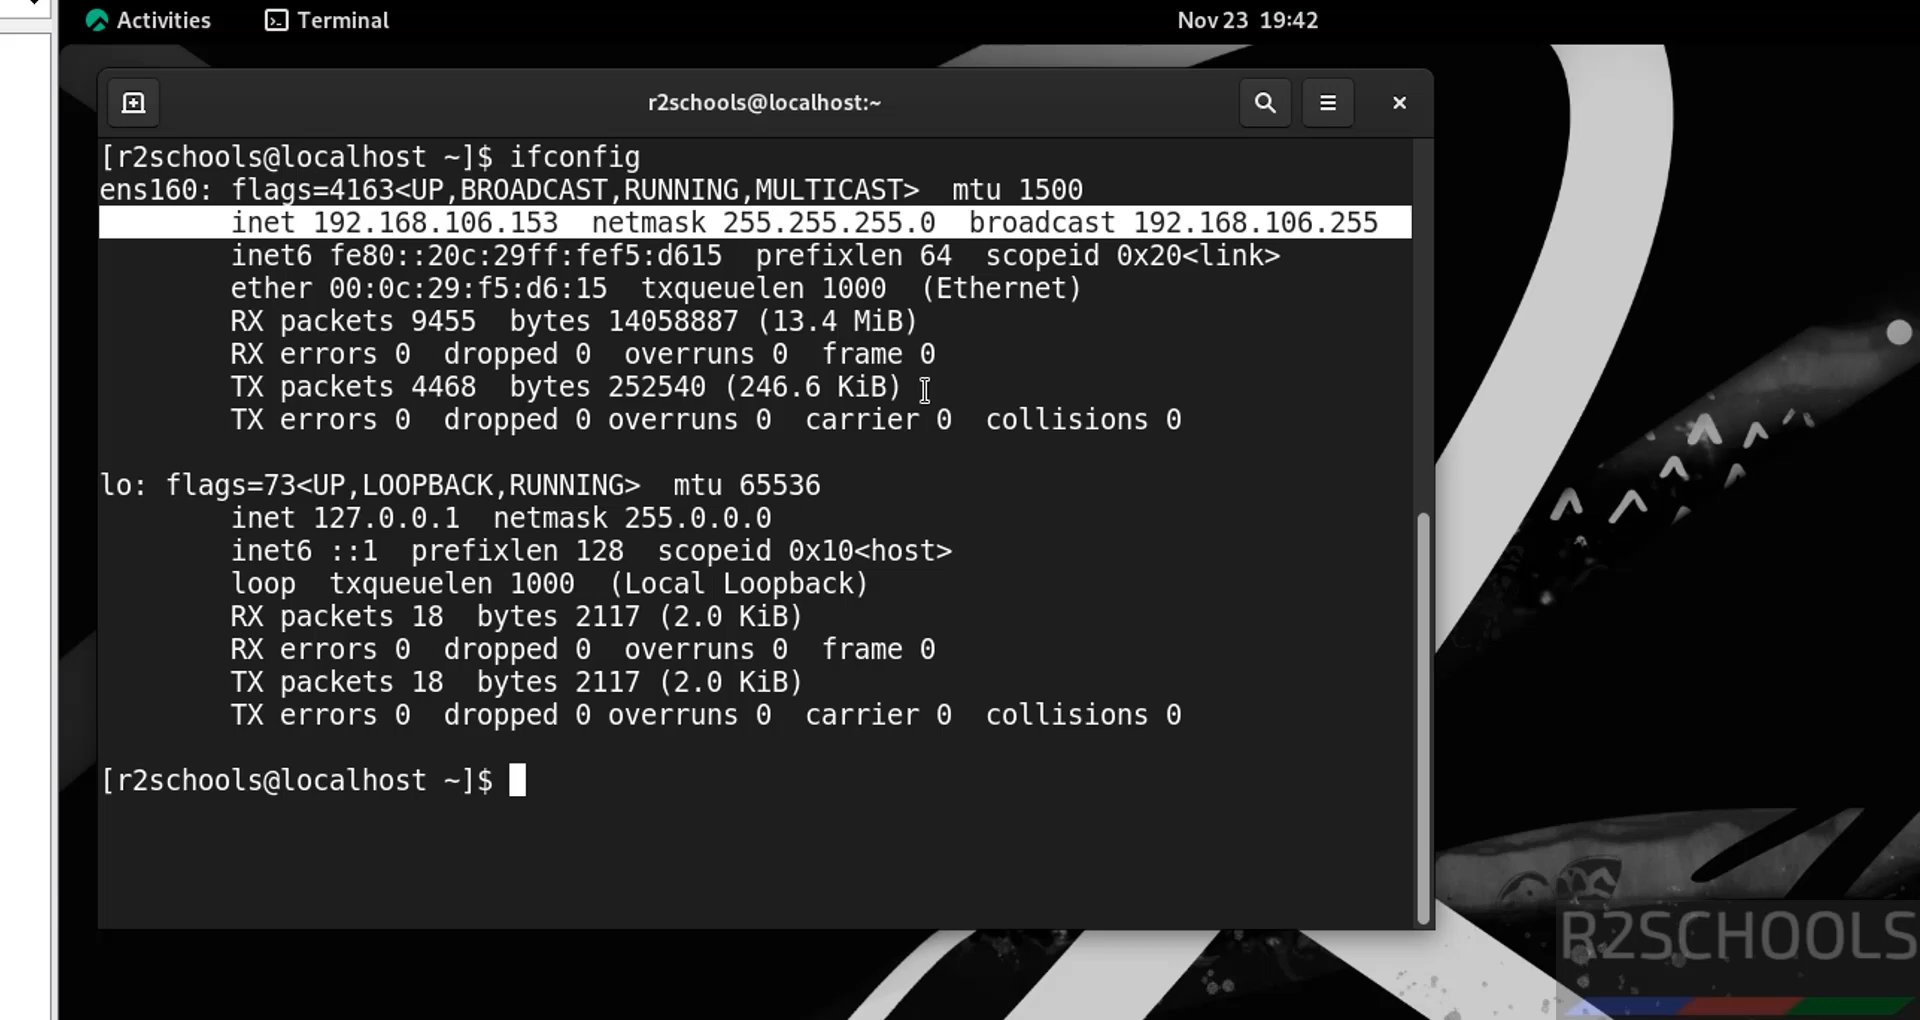 Activities Terminal Nov 23 19:42
r2schools@localhost:~
[r2schools@localhost ~]$ ifconfig
ens160: flags=4163<UP,BROADCAST,RUNNING,MULTICAST>  mtu 1500
        inet 192.168.106.153  netmask 255.255.255.0  broadcast 192.168.106.255
        inet6 fe80::20c:29ff:fef5:d615  prefixlen 64  scopeid 0x20<link>
        ether 00:0c:29:f5:d6:15  txqueuelen 1000  (Ethernet)
        RX packets 9455  bytes 14058887 (13.4 MiB)
        RX errors 0  dropped 0  overruns 0  frame 0
        TX packets 4468  bytes 252540 (246.6 KiB)
        TX errors 0  dropped 0 overruns 0  carrier 0  collisions 0
lo: flags=73<UP,LOOPBACK,RUNNING>  mtu 65536
        inet 127.0.0.1  netmask 255.0.0.0
        inet6 ::1  prefixlen 128  scopeid 0x10<host>
        loop  txqueuelen 1000  (Local Loopback)
        RX packets 18  bytes 2117 (2.0 KiB)
        RX errors 0  dropped 0  overruns 0  frame 0
        TX packets 18  bytes 2117 (2.0 KiB)
        TX errors 0  dropped 0 overruns 0  carrier 0  collisions 0
[r2schools@localhost ~]$
R2SCHOOLS